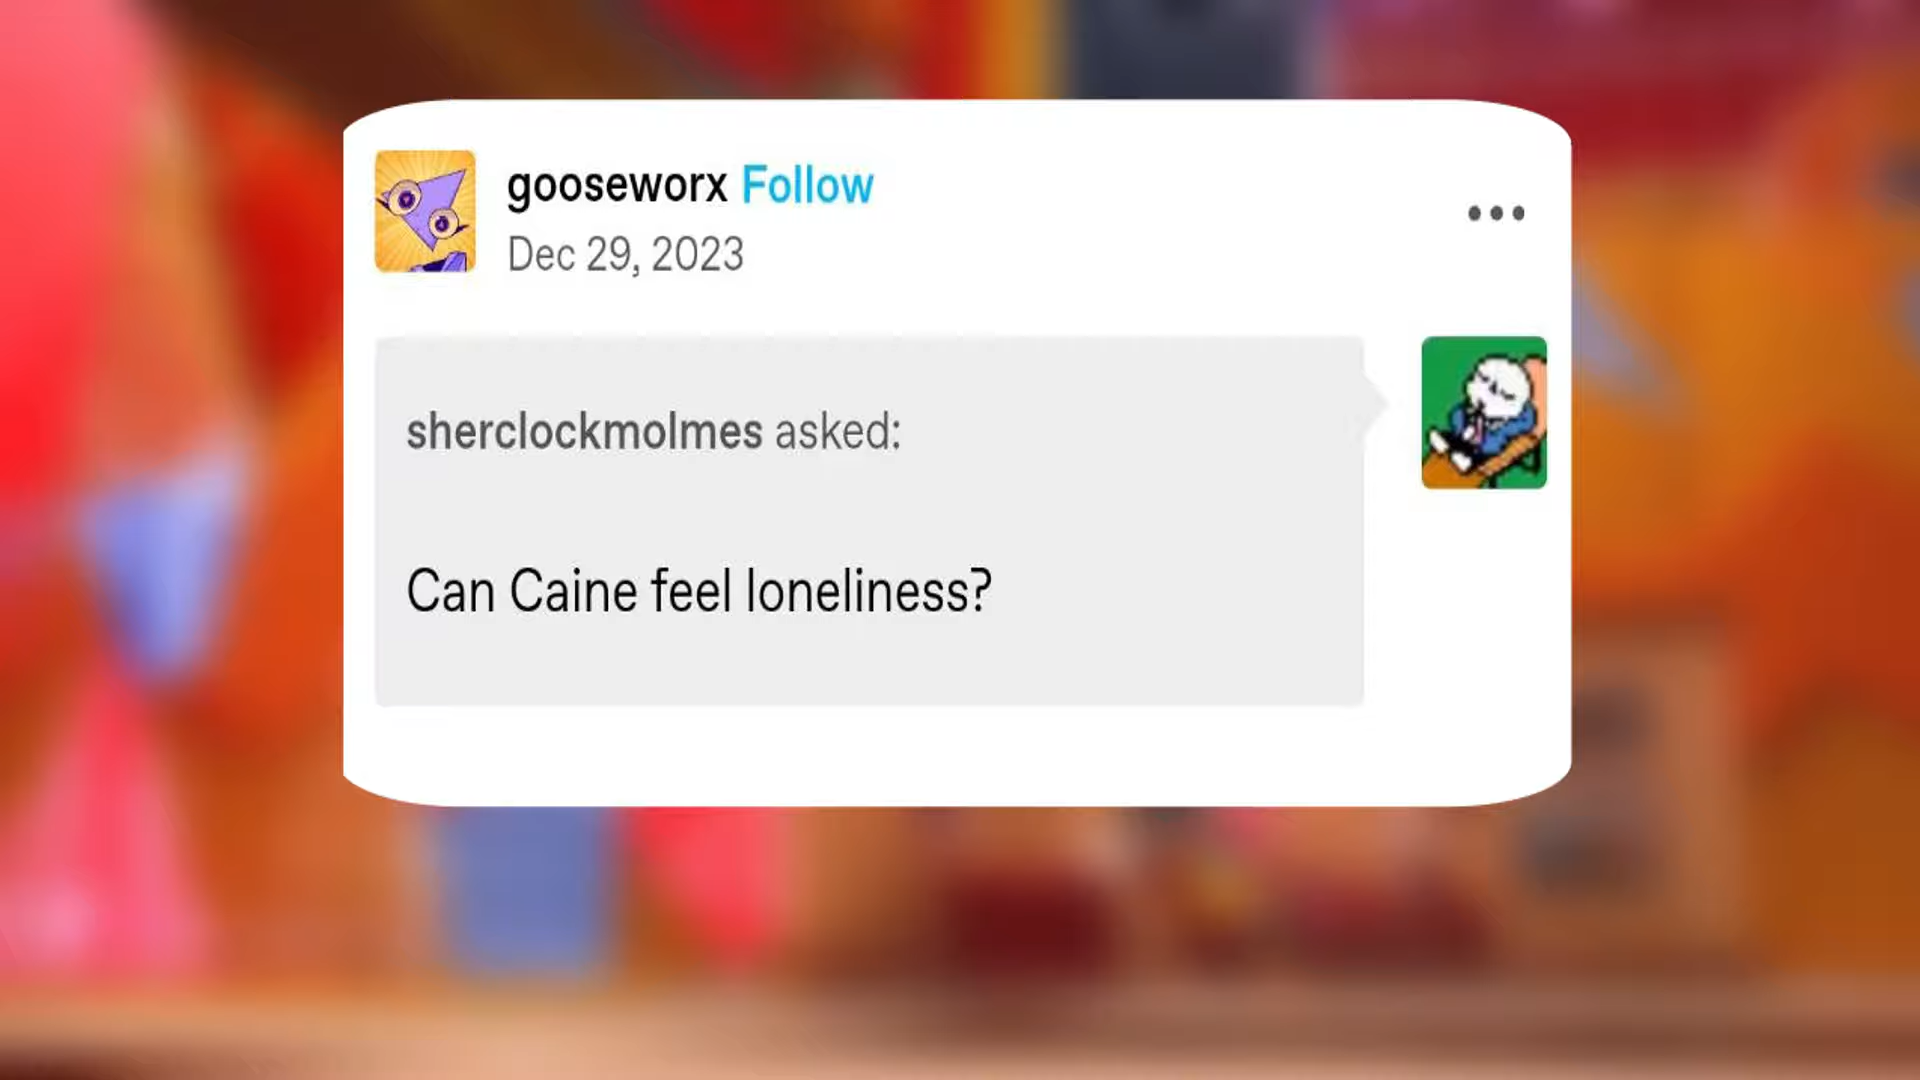 gooseworx Follow
Dec 29, 2023
sherclockmolmes asked:
Can Caine feel loneliness?